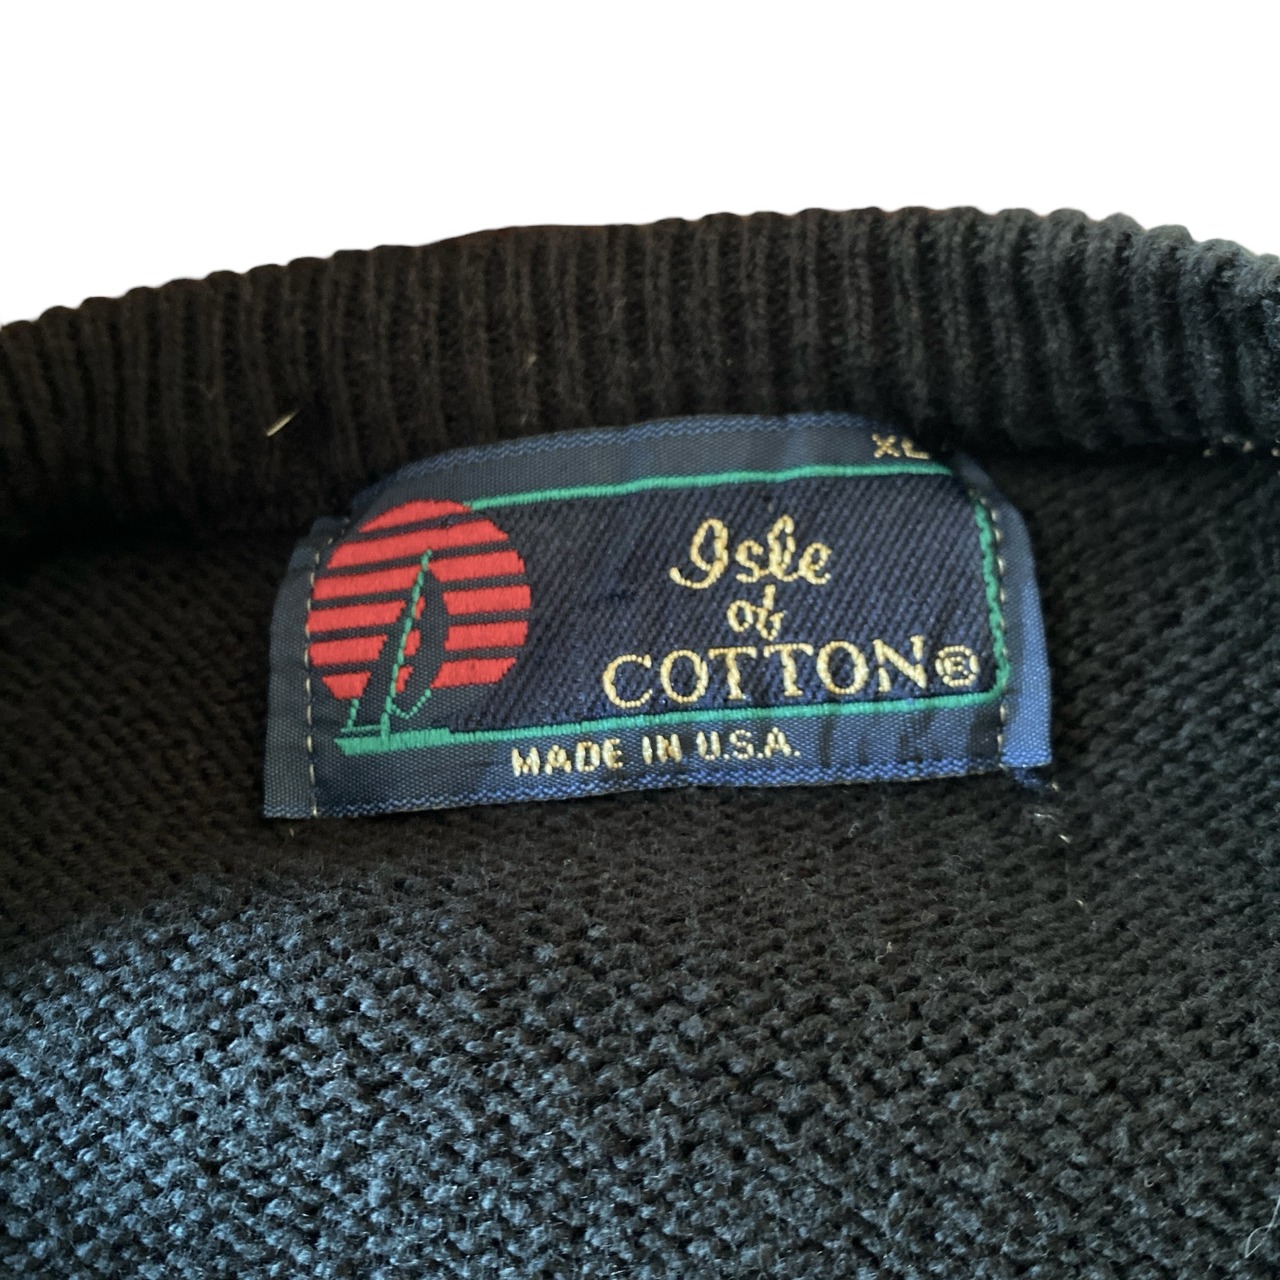 XL
Isle
of
COTTON®
MADE IN U.S.A.